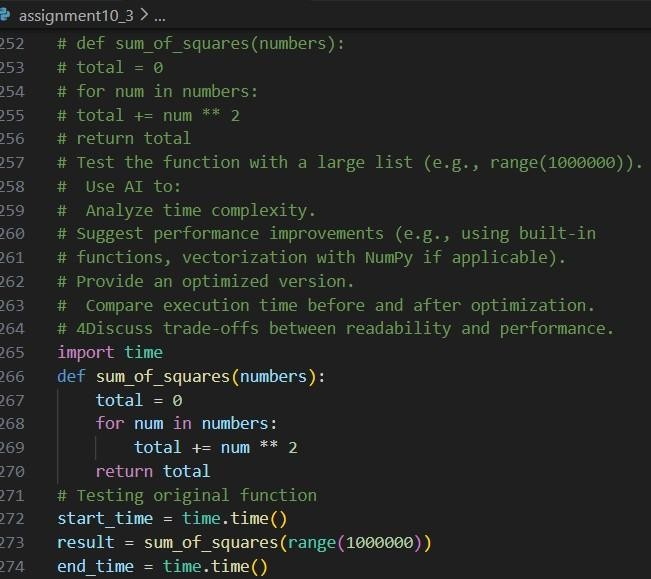 assignment10_3 > ...
252 # def sum_of_squares(numbers):
253 # total = 0
254 # for num in numbers:
255 # total += num ** 2
256 # return total
257 # Test the function with a large list (e.g., range(1000000)).
258 #  Use AI to:
259 #  Analyze time complexity.
260 # Suggest performance improvements (e.g., using built-in
261 # functions, vectorization with NumPy if applicable).
262 # Provide an optimized version.
263 #  Compare execution time before and after optimization.
264 # 4Discuss trade-offs between readability and performance.
265 import time
266 def sum_of_squares(numbers):
267     total = 0
268     for num in numbers:
269         total += num ** 2
270     return total
271 # Testing original function
272 start_time = time.time()
273 result = sum_of_squares(range(1000000))
274 end_time = time.time()